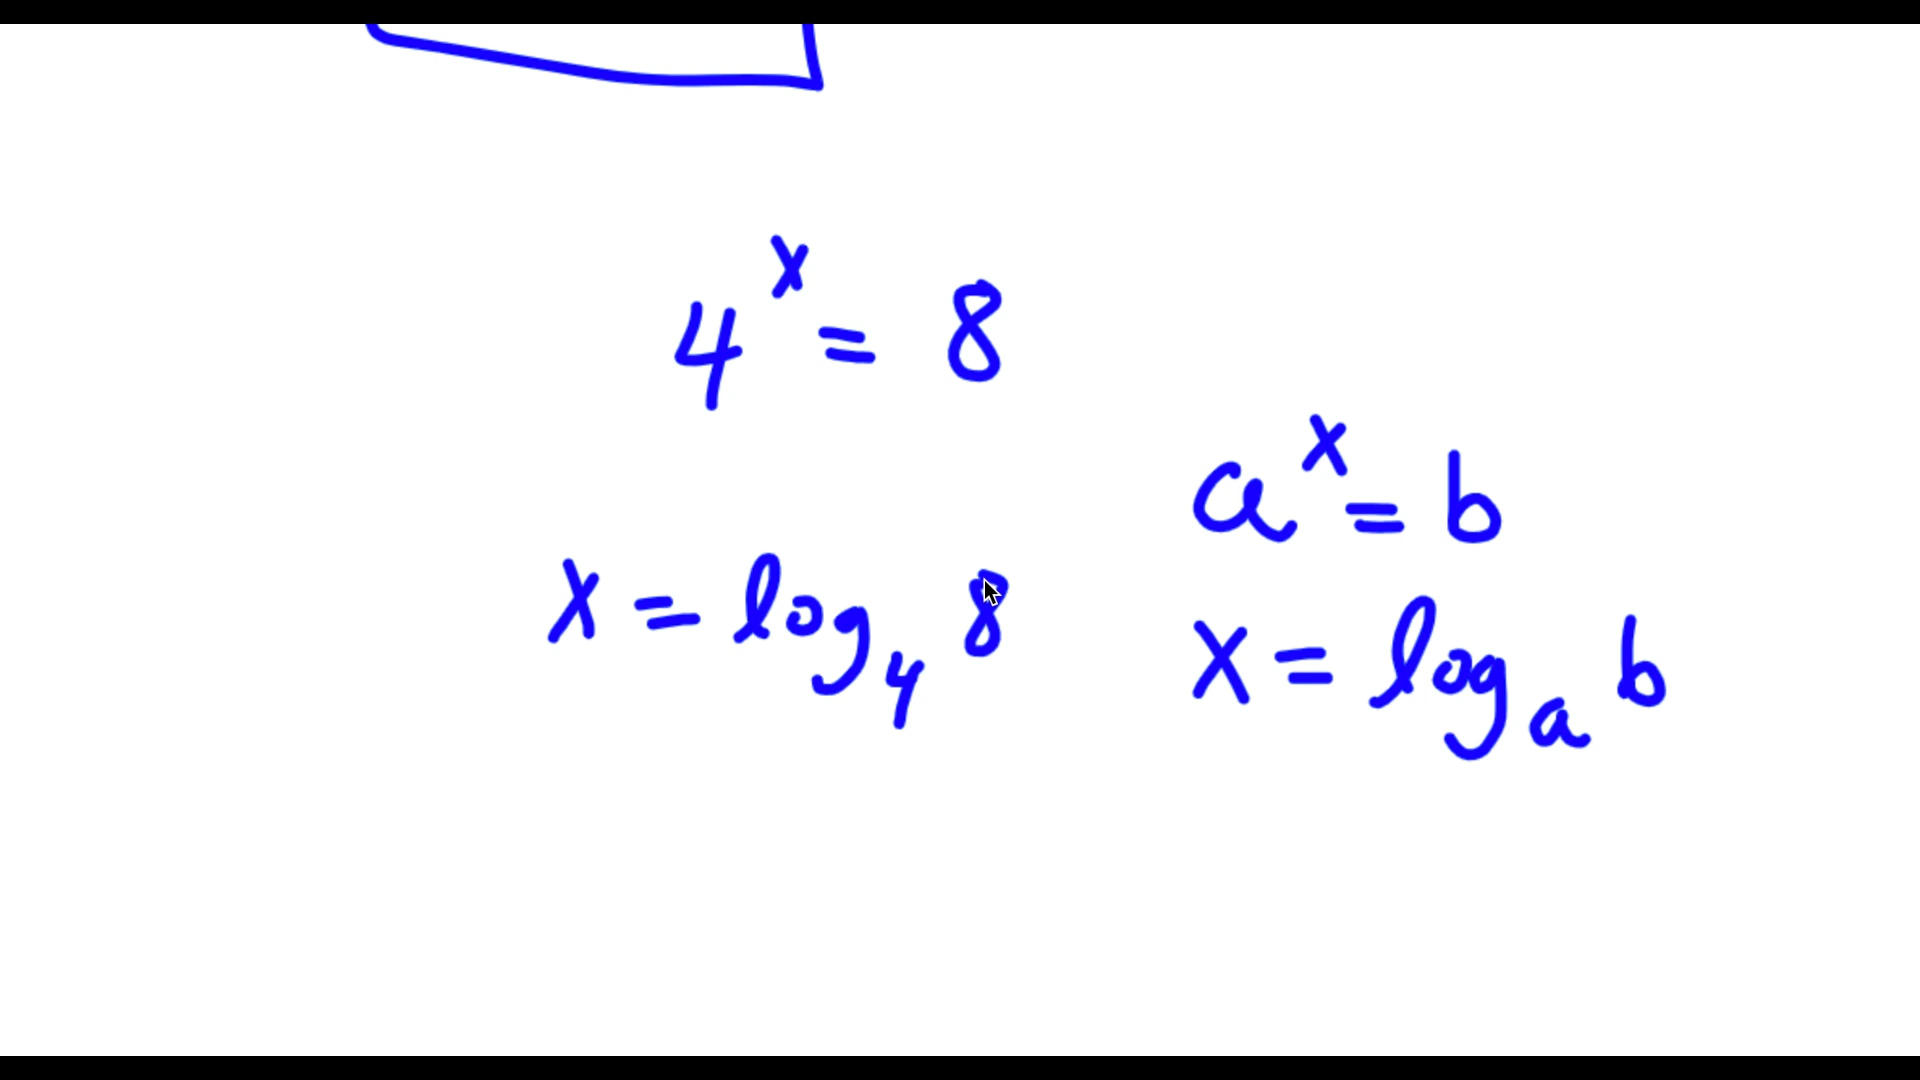 4^x = 8
a^x = b
x = log_4 8
x = log_a b